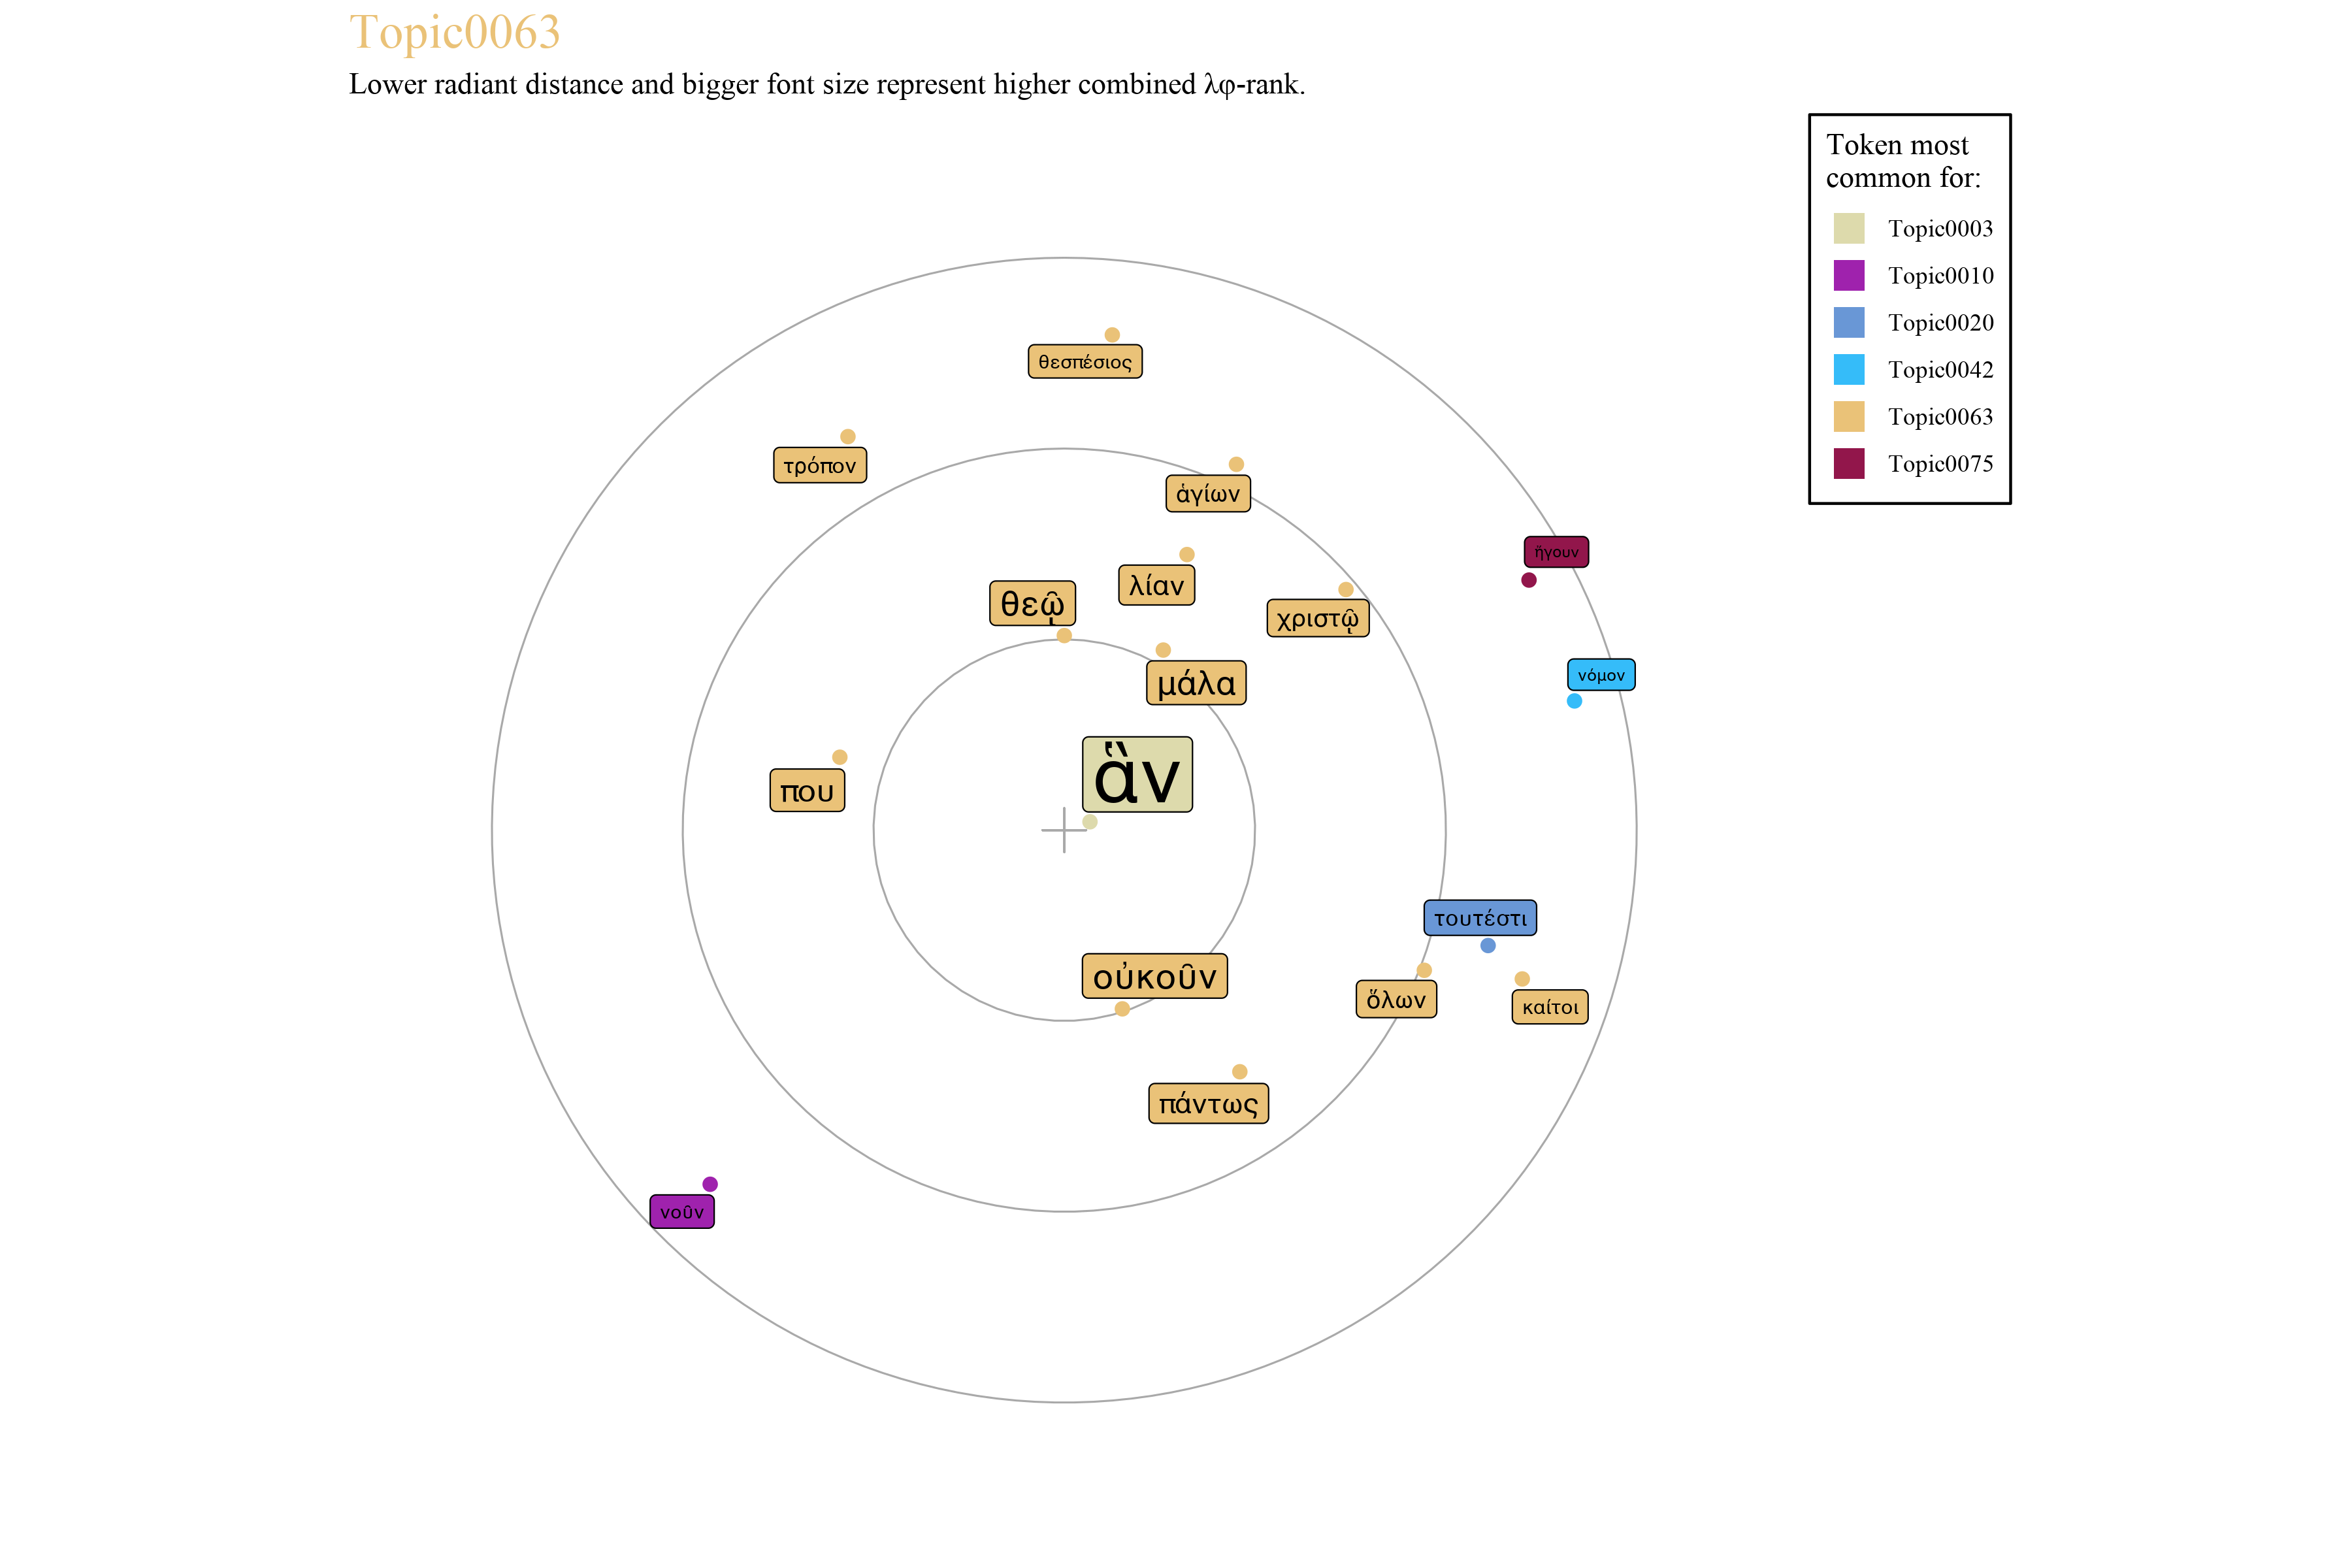 Topic0063
Lower radiant distance and bigger font size represent higher combined λφ-rank.
Token most
common for:
Topic0003
Topic0010
Topic0020
Topic0042
Topic0063
Topic0075
θεσπέσιος
τρόπον
ἁγίων
ἤγουν
λίαν
θεῷ
χριστῷ
νόμον
μάλα
ἂν
που
τουτέστι
οὐκοῦν
ὅλων
καίτοι
πάντως
νοῦν